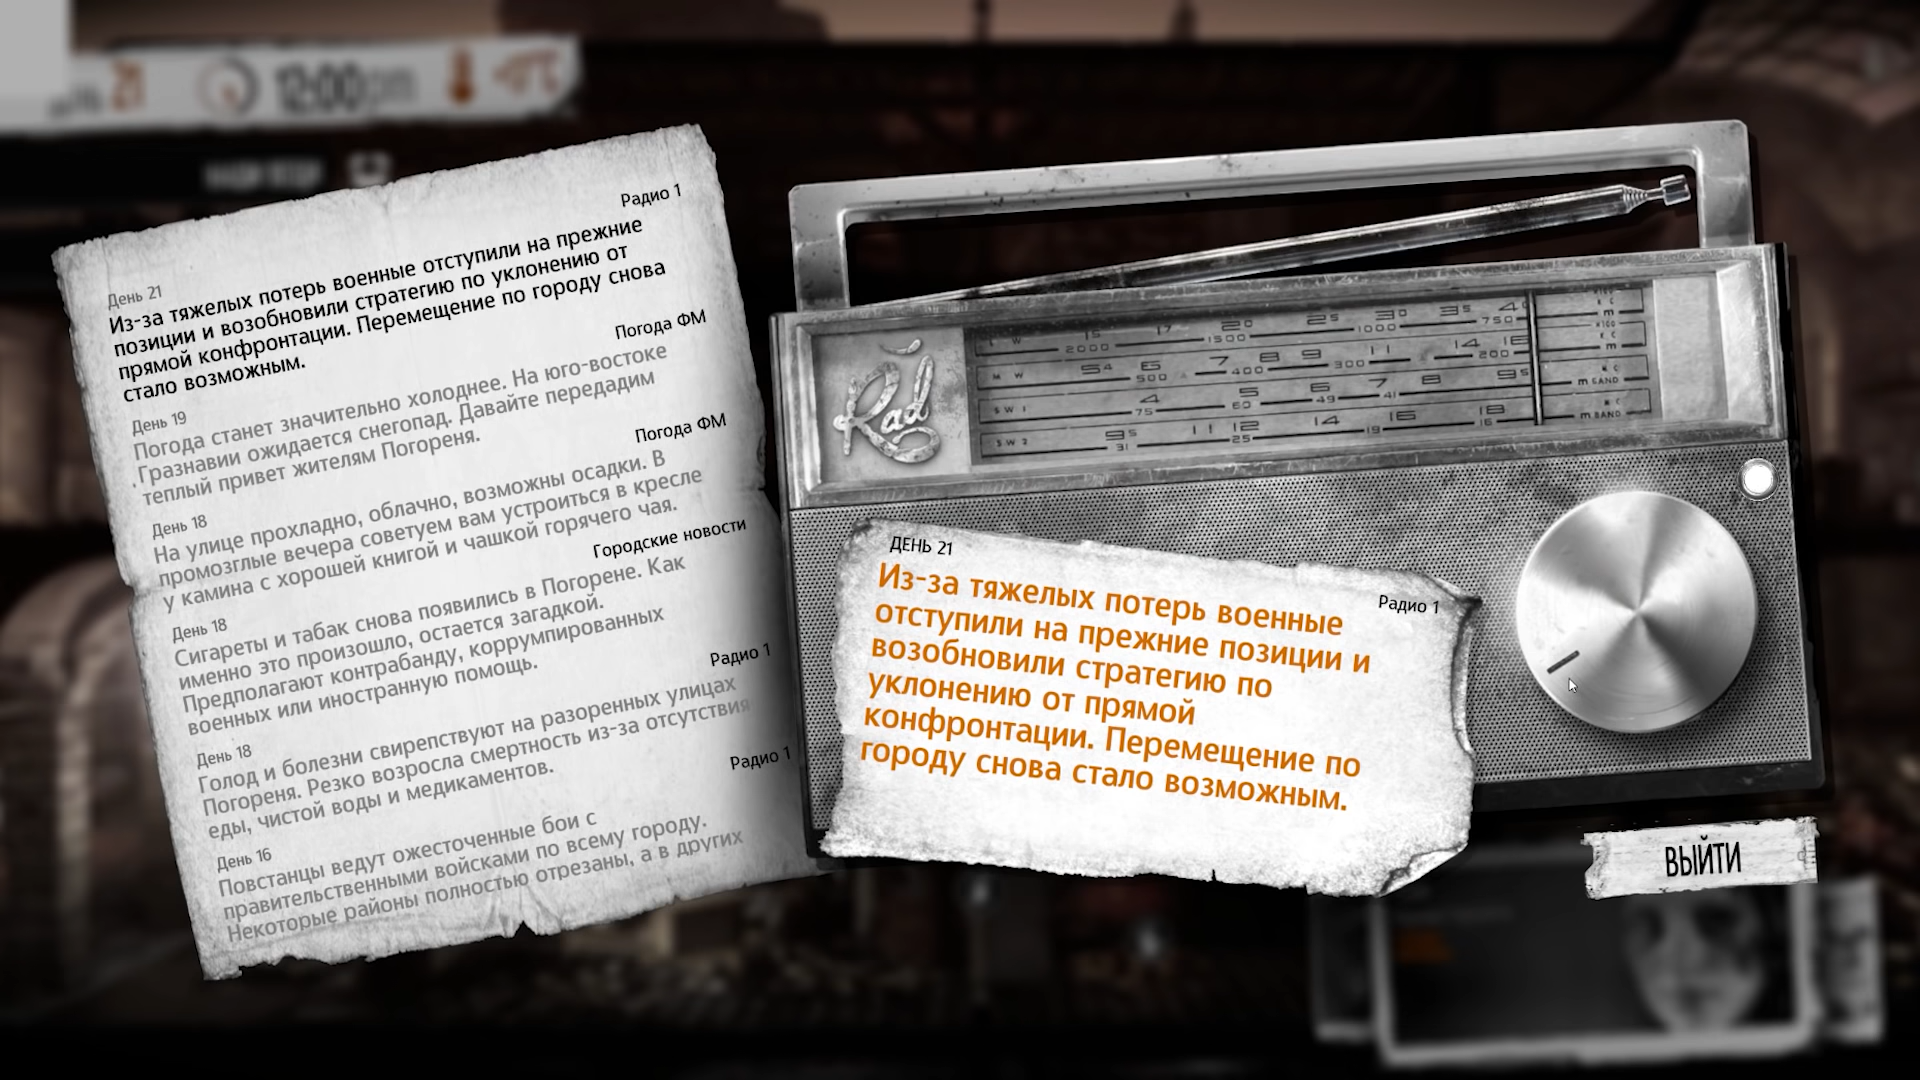 21
12:00 pm
Радио 1
День 21
Из-за тяжелых потерь военные отступили на прежние
позиции и возобновили стратегию по уклонению от
прямой конфронтации. Перемещение по городу снова
стало возможным.
Погода ФМ
День 19
Погода станет значительно холоднее. На юго-востоке
Гразнавии ожидается снегопад. Давайте передадим
теплый привет жителям Погореня.
Погода ФМ
День 18
На улице прохладно, облачно, возможны осадки. В
промозглые вечера советуем вам устроиться в кресле
у камина с хорошей книгой и чашкой горячего чая.
Городские новости
День 18
Сигареты и табак снова появились в Погорене. Как
именно это произошло, остается загадкой.
Предполагают контрабанду, коррумпированных
военных или иностранную помощь.
Радио 1
День 18
Голод и болезни свирепствуют на разоренных улицах
Погореня. Резко возросла смертность из-за отсутствия
еды, чистой воды и медикаментов.
Радио 1
День 16
Повстанцы ведут ожесточенные бои с
правительственными войсками по всему городу.
Некоторые районы полностью отрезаны, а в других
Rad
ДЕНЬ 21
Радио 1
Из-за тяжелых потерь военные
отступили на прежние позиции и
возобновили стратегию по
уклонению от прямой
конфронтации. Перемещение по
городу снова стало возможным.
ВЫЙТИ